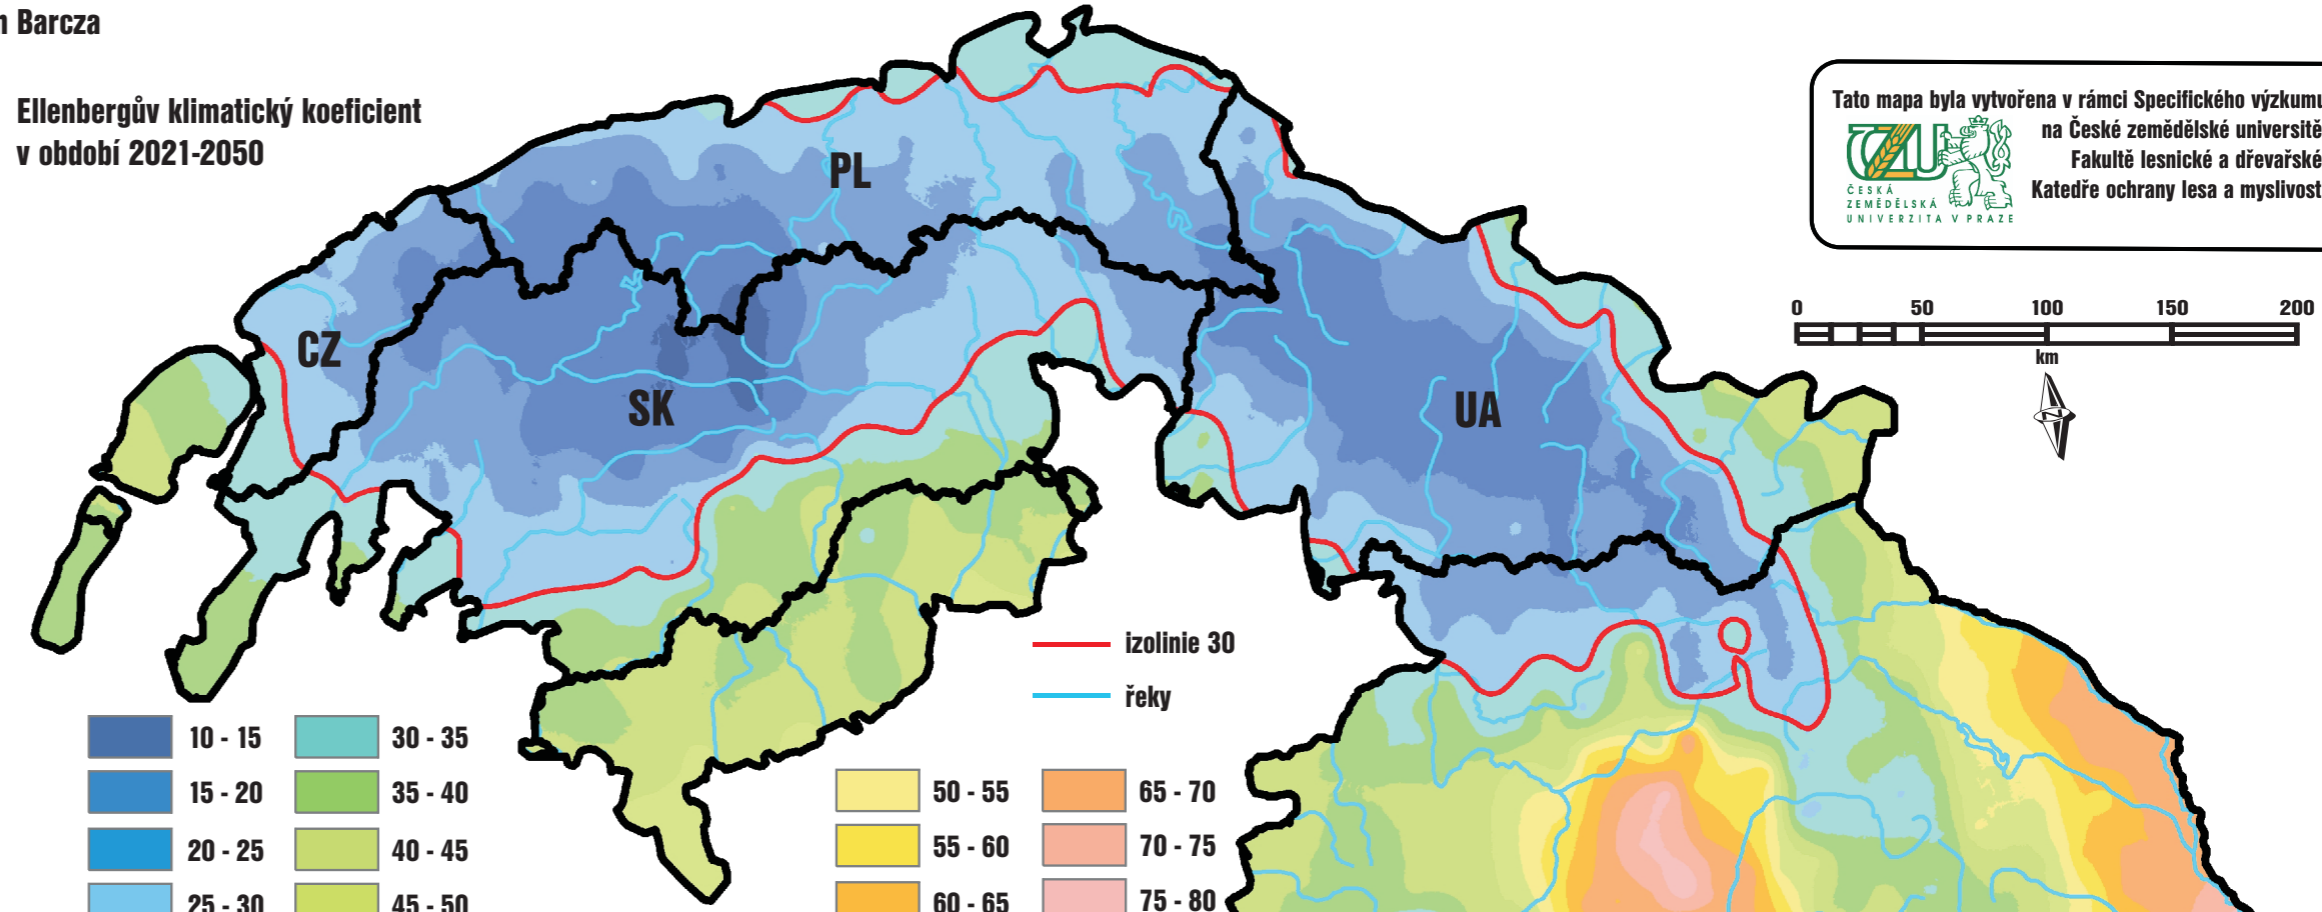 Barcza
Ellenbergův klimatický koeficient
v období 2021-2050
Tato mapa byla vytvořena v rámci Specifického výzkumu
na České zemědělské universitě
Fakultě lesnické a dřevařské
Katedře ochrany lesa a myslivost
ČZU
ČESKÁ
ZEMĚDĚLSKÁ
UNIVERZITA V PRAZE
PL
CZ
SK
UA
0 50 100 150 200
km
N
izolinie 30
řeky
10 - 15
15 - 20
20 - 25
25 - 30
30 - 35
35 - 40
40 - 45
45 - 50
50 - 55
55 - 60
60 - 65
65 - 70
70 - 75
75 - 80